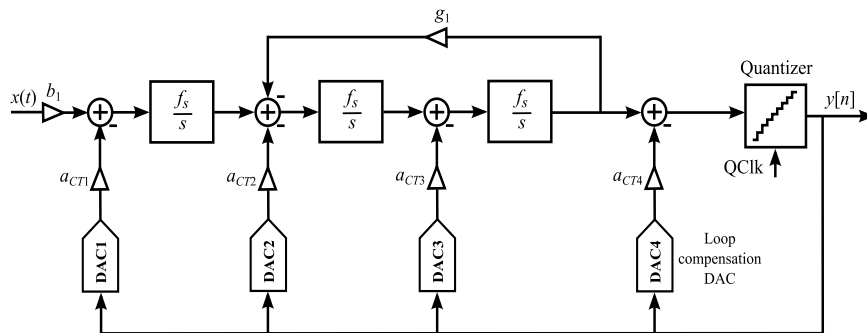 g1
x(t) b1
fs/s
fs/s
fs/s
Quantizer
y[n]
+ - + - - + - + -
QClk
aCT1
aCT2
aCT3
aCT4
DAC1
DAC2
DAC3
DAC4
Loop
compensation
DAC